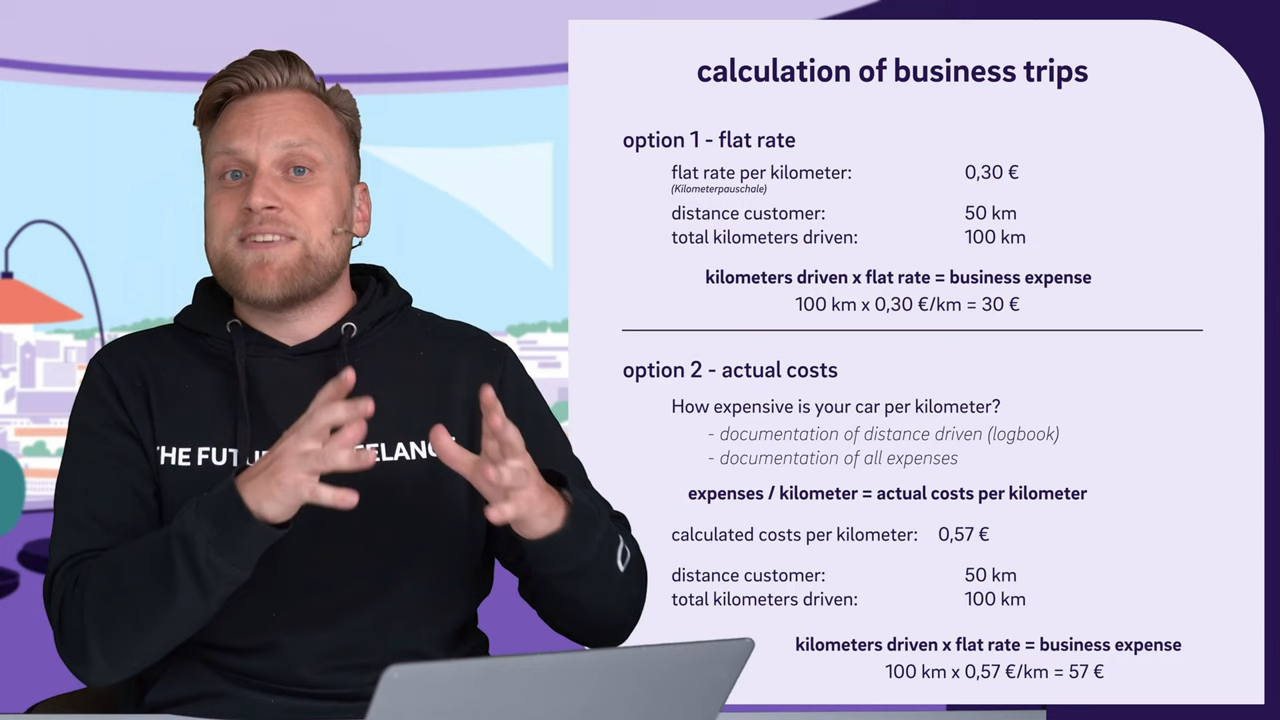 calculation of business trips
option 1 - flat rate
flat rate per kilometer: 0,30 €
(Kilometerpauschale)
distance customer: 50 km
total kilometers driven: 100 km
kilometers driven x flat rate = business expense
100 km x 0,30 €/km = 30 €
option 2 - actual costs
How expensive is your car per kilometer?
- documentation of distance driven (logbook)
- documentation of all expenses
expenses / kilometer = actual costs per kilometer
calculated costs per kilometer: 0,57 €
distance customer: 50 km
total kilometers driven: 100 km
kilometers driven x flat rate = business expense
100 km x 0,57 €/km = 57 €
THE